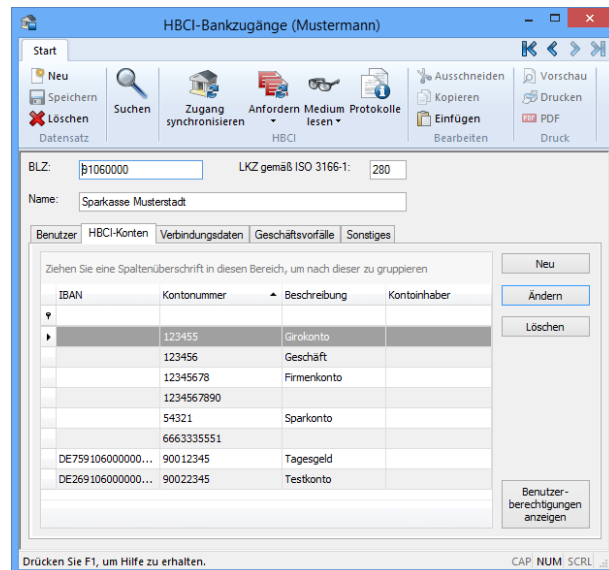 HBCI-Bankzugänge (Mustermann)
Start
Neu
Speichern
Löschen
Datensatz
Suchen
Zugang
synchronisieren
Anfordern
Medium
lesen
Protokolle
HBCI
Ausschneiden
Kopieren
Einfügen
Bearbeiten
Vorschau
Drucken
PDF
Druck
BLZ: 91060000 LKZ gemäß ISO 3166-1: 280
Name: Sparkasse Musterstadt
Benutzer HBCI-Konten Verbindungsdaten Geschäftsvorfälle Sonstiges
Ziehen Sie eine Spaltenüberschrift in diesen Bereich, um nach dieser zu gruppieren
IBAN Kontonummer Beschreibung Kontoinhaber
123455 Girokonto
123456 Geschäft
12345678 Firmenkonto
1234567890
54321 Sparkonto
6663335551
DE759106000000... 90012345 Tagesgeld
DE269106000000... 90022345 Testkonto
Neu
Ändern
Löschen
Benutzer-
berechtigungen
anzeigen
Drücken Sie F1, um Hilfe zu erhalten. CAP NUM SCRL